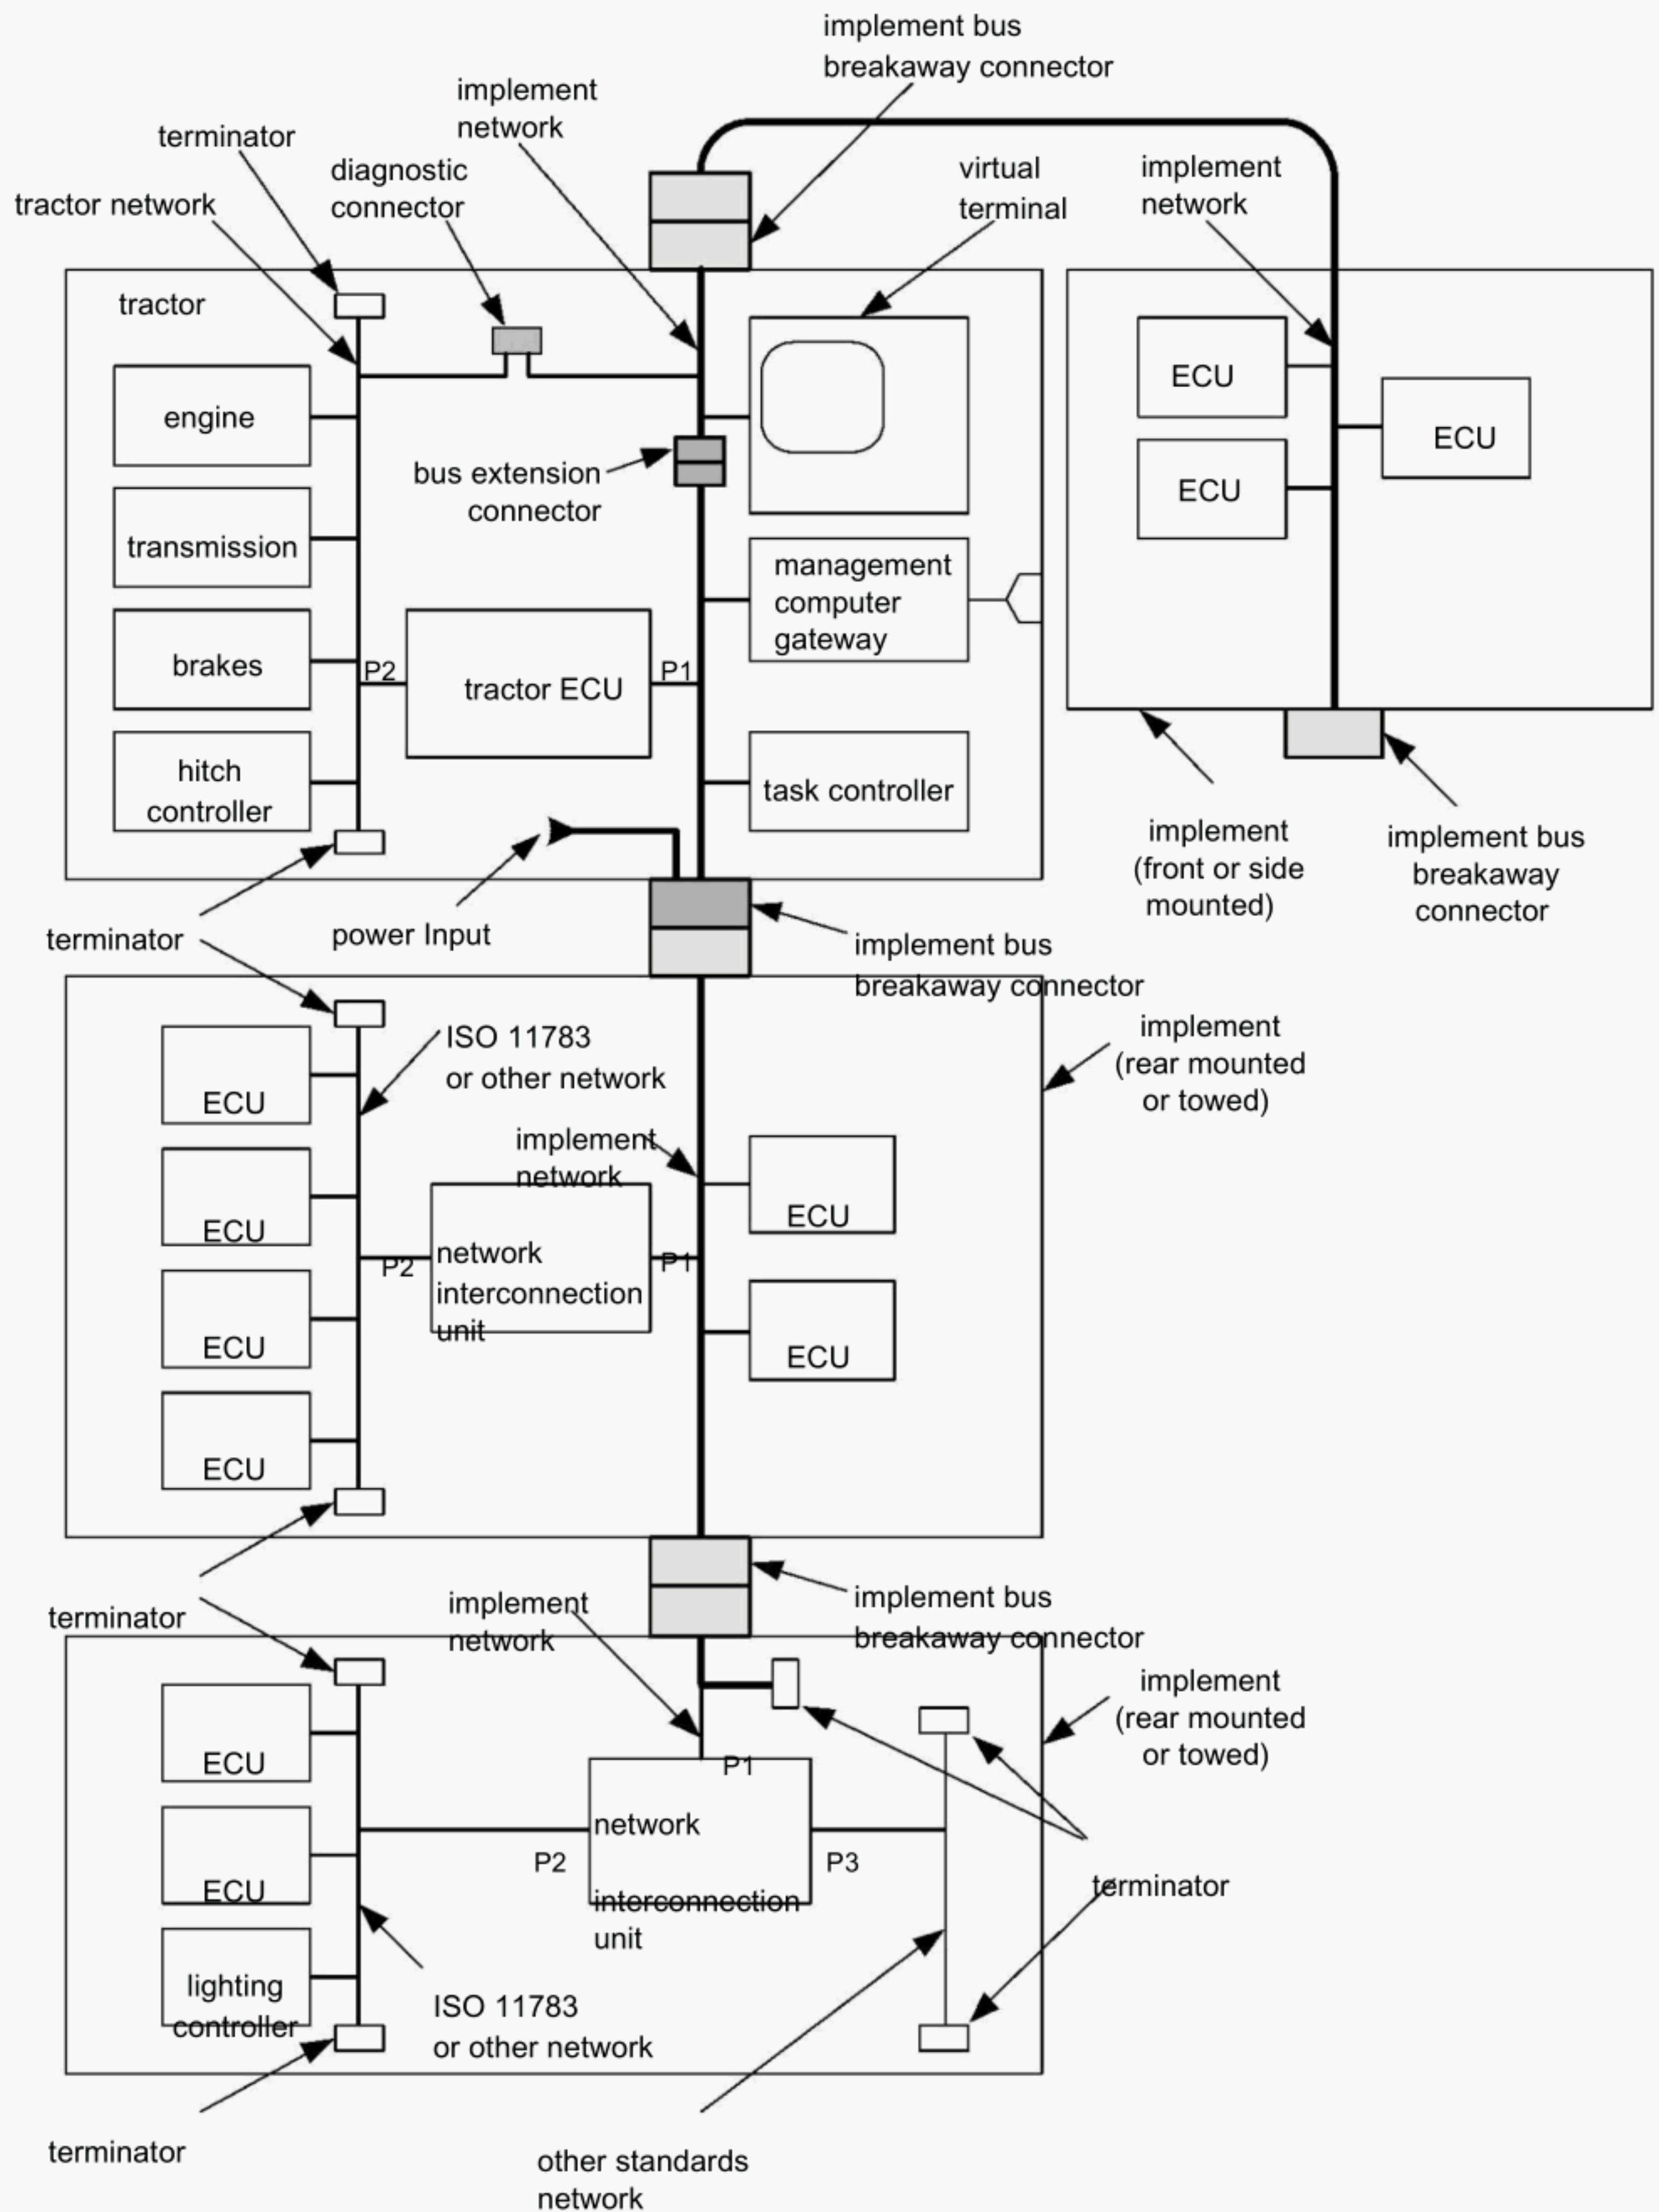 implement bus
breakaway connector
implement
network
terminator
diagnostic
connector
virtual
terminal
implement
network
tractor network
tractor
engine
ECU
ECU
bus extension
connector
ECU
transmission
management
computer
gateway
brakes
P2
tractor ECU
P1
hitch
controller
task controller
implement
(front or side
mounted)
implement bus
breakaway
connector
terminator
power Input
implement bus
breakaway connector
ISO 11783
or other network
implement
(rear mounted
or towed)
ECU
implement
network
ECU
ECU
P2
network
interconnection
unit
P1
ECU
ECU
ECU
terminator
implement
network
implement bus
breakaway connector
implement
(rear mounted
or towed)
ECU
P1
network
interconnection
unit
P2
P3
ECU
terminator
lighting
controller
ISO 11783
or other network
terminator
other standards
network